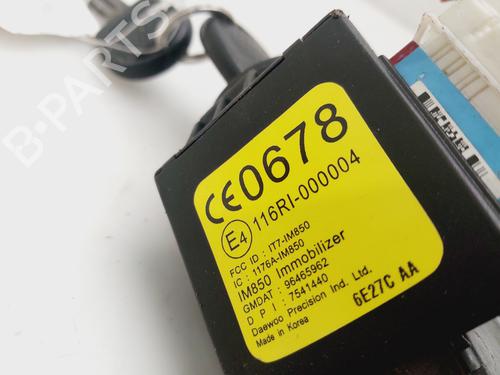 B-PARTS
CE0678
E4 116RI-000004
FCC ID : IT7-IM850
IC : 1176A-IM850
IM850 Immobilizer
GMDAT : 96465962
D P I : 7541440
Daewoo Precision Ind. Ltd.
Made in Korea
6E27C AA